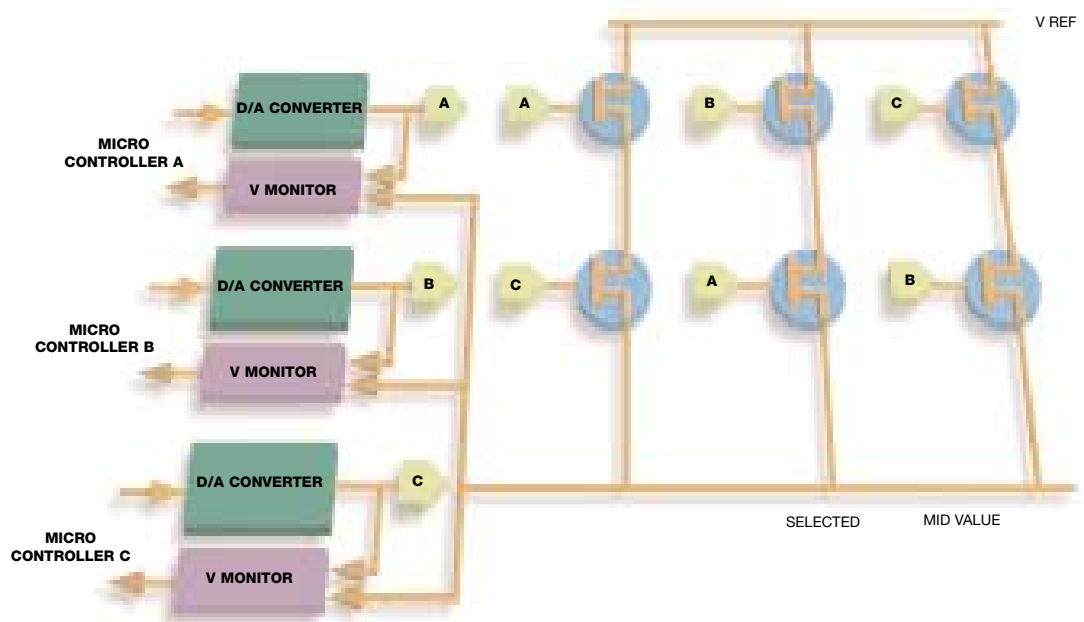 V REF
D/A CONVERTER
A
A
B
C
MICRO
CONTROLLER A
V MONITOR
D/A CONVERTER
B
C
A
B
MICRO
CONTROLLER B
V MONITOR
D/A CONVERTER
C
SELECTED
MID VALUE
MICRO
CONTROLLER C
V MONITOR